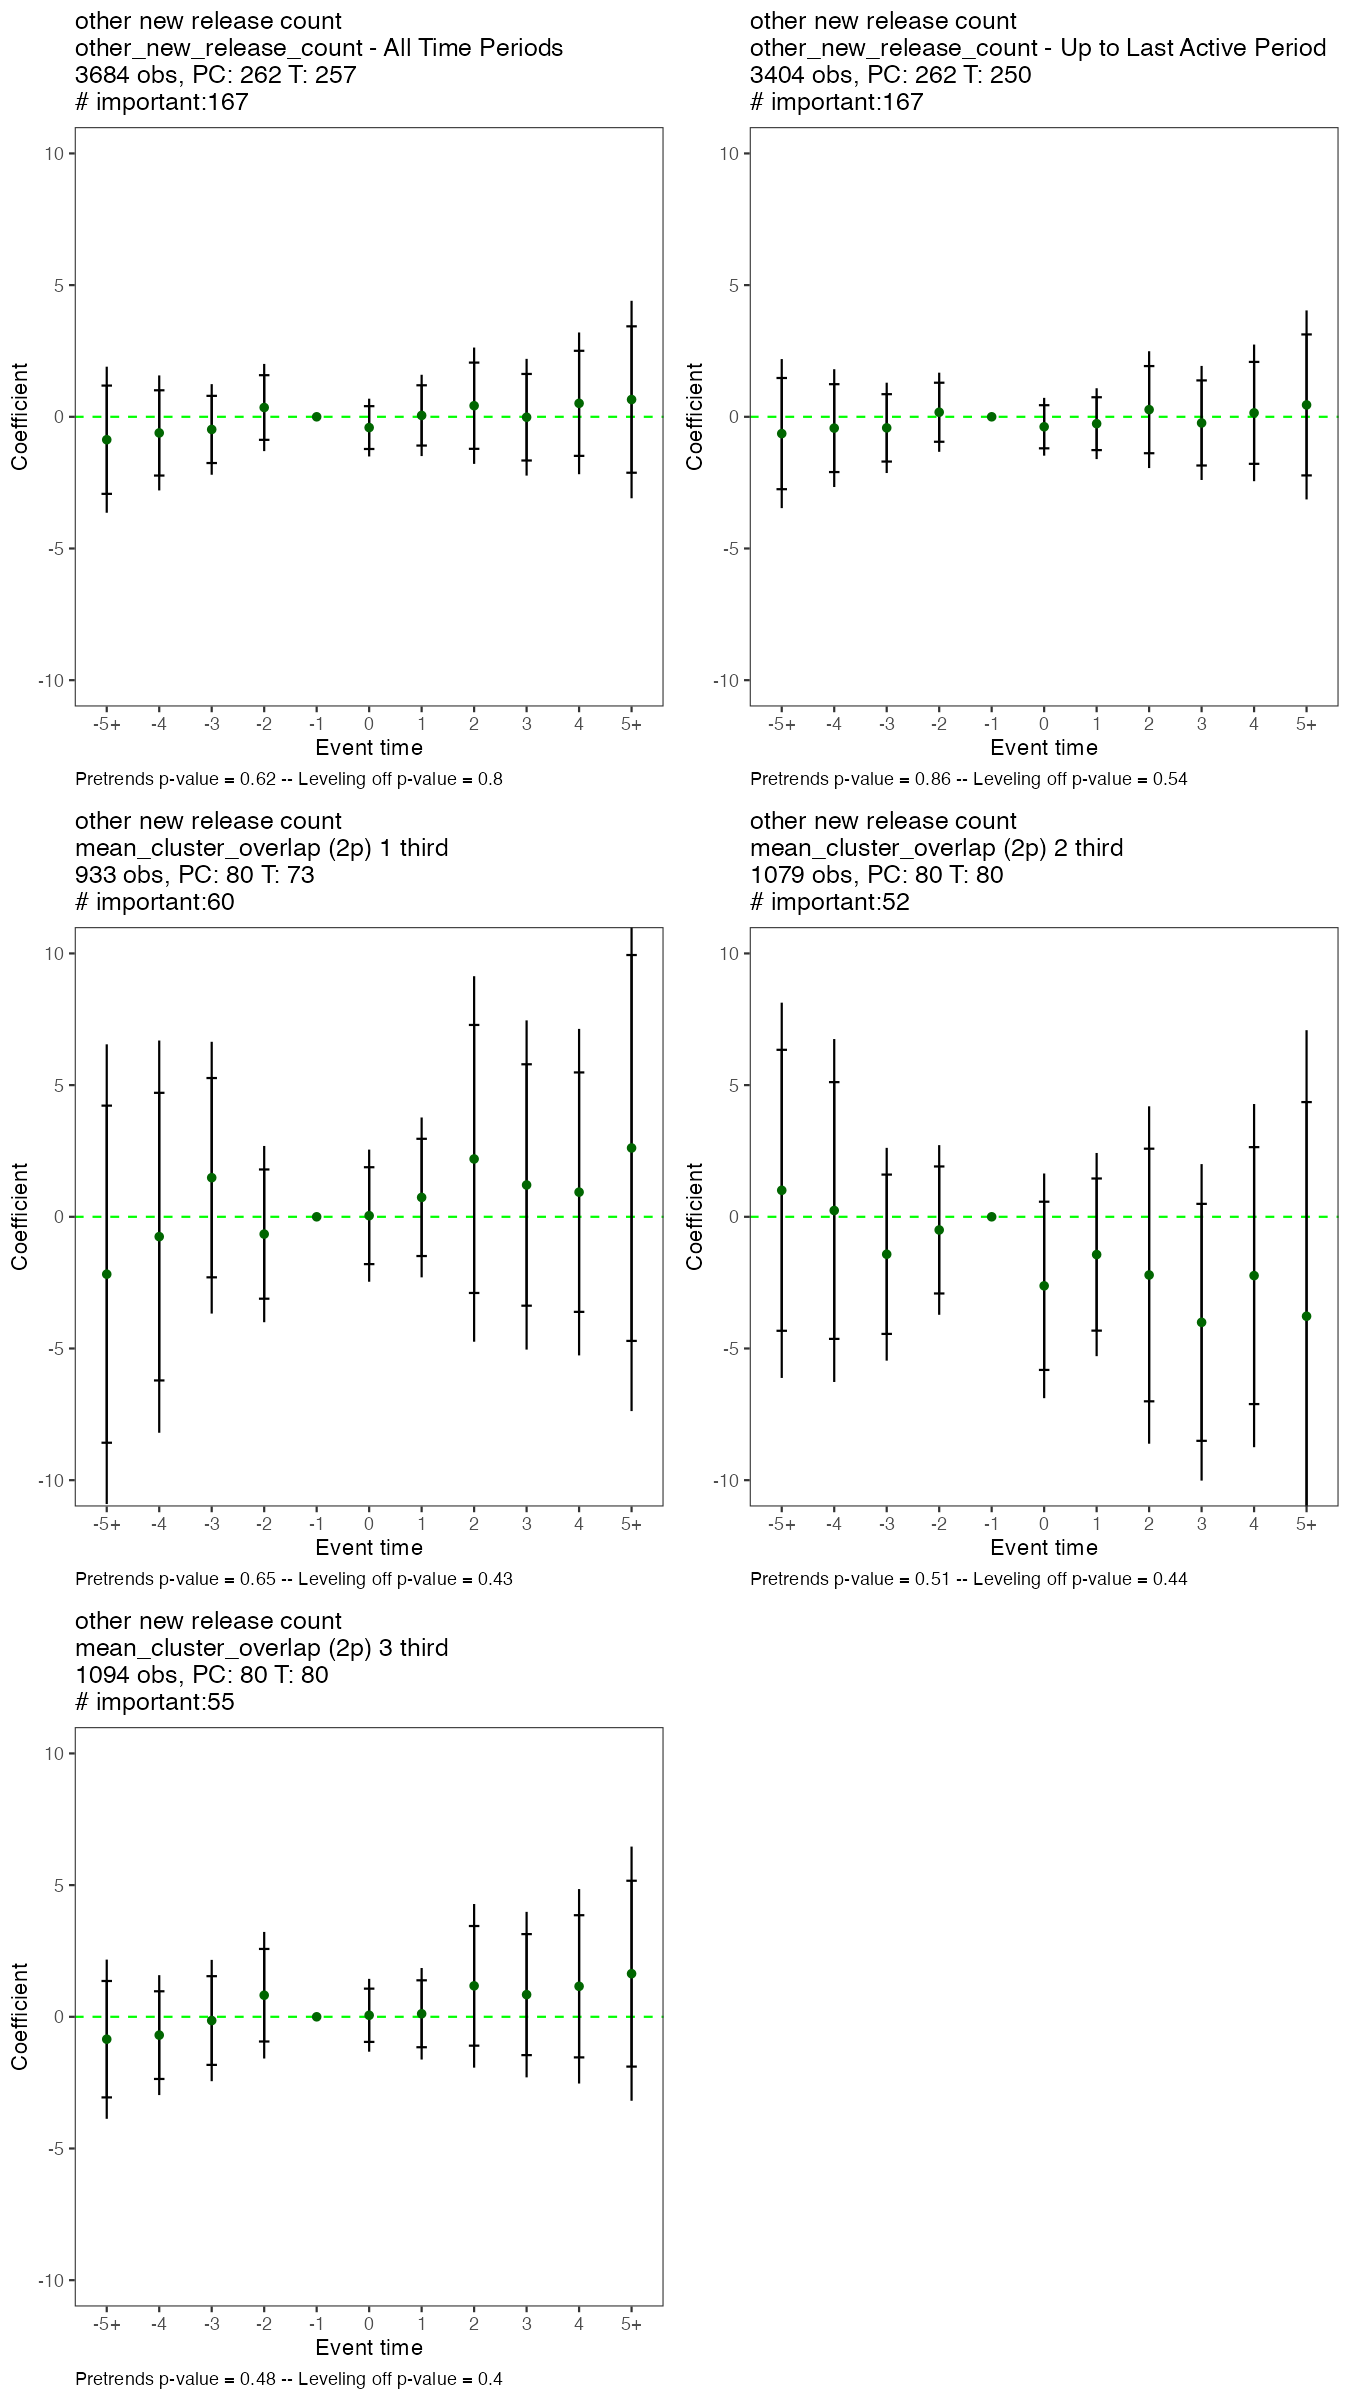 other new release count
other_new_release_count - All Time Periods
3684 obs, PC: 262 T: 257
# important:167
10
5
0
-5
-10
Coefficient
-5+ -4 -3 -2 -1 0 1 2 3 4 5+
Event time
Pretrends p-value = 0.62 -- Leveling off p-value = 0.8
other new release count
other_new_release_count - Up to Last Active Period
3404 obs, PC: 262 T: 250
# important:167
10
5
0
-5
-10
Coefficient
-5+ -4 -3 -2 -1 0 1 2 3 4 5+
Event time
Pretrends p-value = 0.86 -- Leveling off p-value = 0.54
other new release count
mean_cluster_overlap (2p) 1 third
933 obs, PC: 80 T: 73
# important:60
10
5
0
-5
-10
Coefficient
-5+ -4 -3 -2 -1 0 1 2 3 4 5+
Event time
Pretrends p-value = 0.65 -- Leveling off p-value = 0.43
other new release count
mean_cluster_overlap (2p) 2 third
1079 obs, PC: 80 T: 80
# important:52
10
5
0
-5
-10
Coefficient
-5+ -4 -3 -2 -1 0 1 2 3 4 5+
Event time
Pretrends p-value = 0.51 -- Leveling off p-value = 0.44
other new release count
mean_cluster_overlap (2p) 3 third
1094 obs, PC: 80 T: 80
# important:55
10
5
0
-5
-10
Coefficient
-5+ -4 -3 -2 -1 0 1 2 3 4 5+
Event time
Pretrends p-value = 0.48 -- Leveling off p-value = 0.4